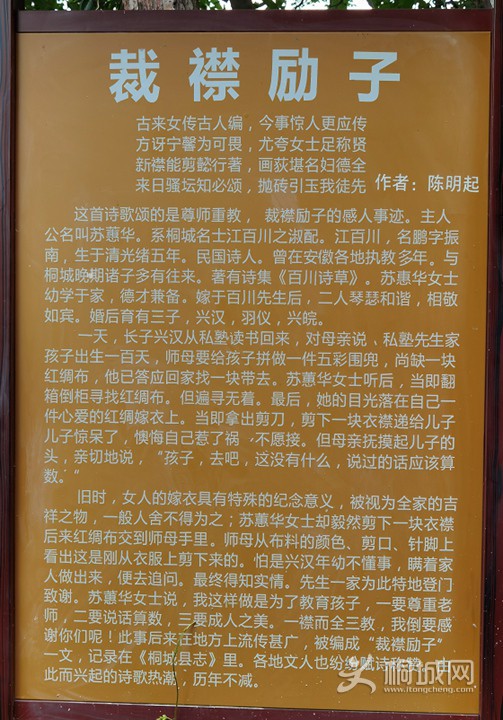 裁襟励子
古来女传古人编，今事惊人更应传
方讶宁馨为可畏，尤夸女士足称贤
新襟能剪懿行著，画荻堪名妇德全
来日骚坛知必颂，抛砖引玉我徒先
作者：陈明起
这首诗歌颂的是尊师重教，裁襟励子的感人事迹。主人
公名叫苏蕙华。系桐城名士江百川之淑配。江百川，名鹏字振
南，生于清光绪五年。民国诗人。曾在安徽各地执教多年。与
桐城晚期诸子多有往来。著有诗集《百川诗草》。苏惠华女士
幼学于家，德才兼备。嫁于百川先生后，二人琴瑟和谐，相敬
如宾。婚后育有三子，兴汉，羽仪，兴皖。
一天，长子兴汉从私塾读书回来，对母亲说、私塾先生家
孩子出生一百天，师母要给孩子拼做一件五彩围兜，尚缺一块
红绸布，他已答应回家找一块带去。苏蕙华女士听后，当即翻
箱倒柜寻找红绸布。但遍寻无着。最后，她的目光落在自己一
件心爱的红绸嫁衣上。当即拿出剪刀，剪下一块衣襟递给儿子
儿子惊呆了，懊悔自己惹了祸 不愿接。但母亲抚摸起儿子的
头，亲切地说，“孩子，去吧，这没有什么，说过的话应该算
数。”
旧时，女人的嫁衣具有特殊的纪念意义，被视为全家的吉
祥之物，一般人舍不得为之；苏蕙华女士却毅然剪下一块衣襟
后来红绸布交到师母手里。师母从布料的颜色、剪口、针脚上
看出这是刚从衣服上剪下来的。怕是兴汉年幼不懂事，瞒着家
人做出来，便去追问。最终得知实情。先生一家为此特地登门
致谢。苏蕙华女士说，我这样做是为了教育孩子，一要尊重老
师，二要说话算数，三要成人之美。一襟而全三教，我倒要感
谢你们呢！此事后来在地方上流传甚广，被编成“裁襟励子”
一文，记录在《桐城县志》里。各地文人也纷纷赋诗 由
此而兴起的诗歌热潮，历年不减。
桐城网
www.itongcheng.com